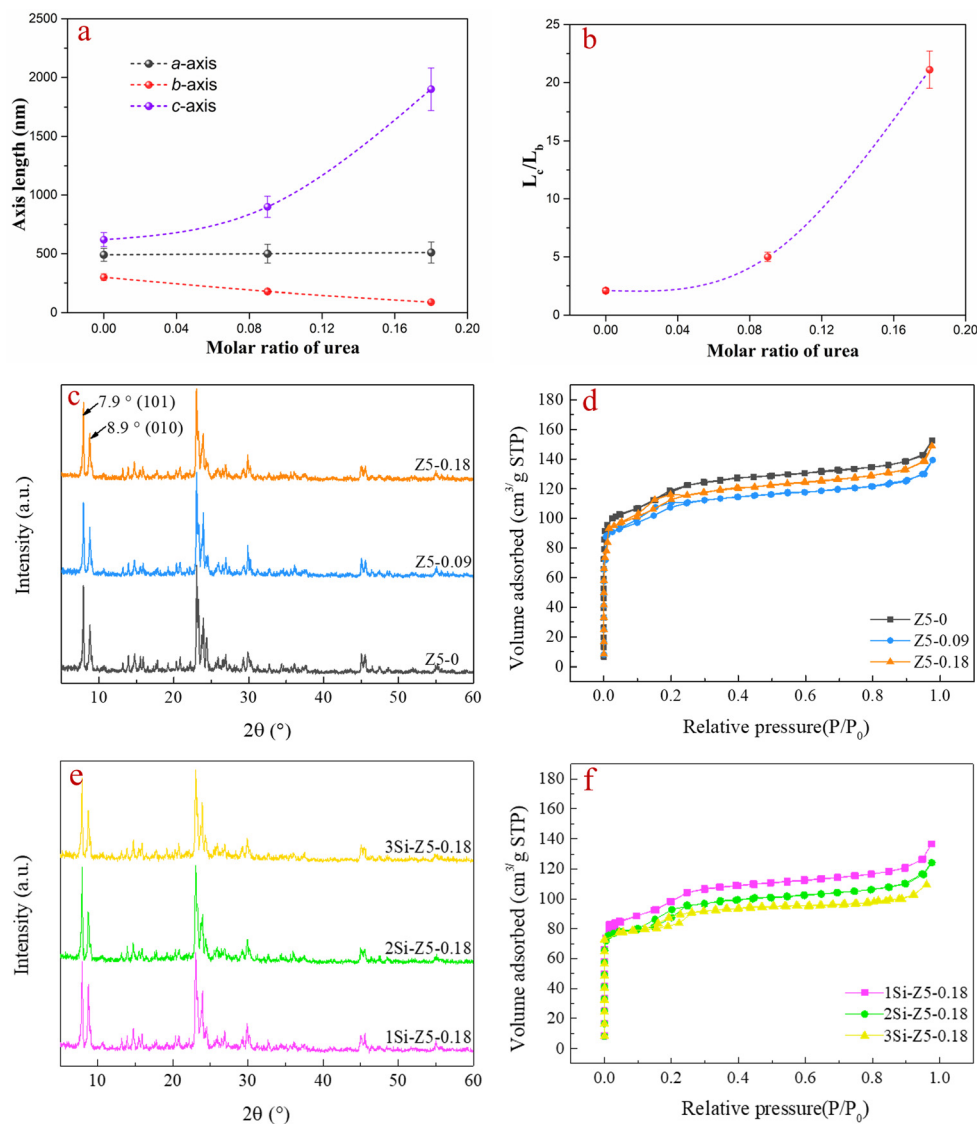 a
2500
2000
1500
1000
500
0
Axis length (nm)
a-axis
b-axis
c-axis
0.00 0.04 0.08 0.12 0.16 0.20
Molar ratio of urea
b
25
20
15
10
5
0
Lc/Lb
0.00 0.04 0.08 0.12 0.16 0.20
Molar ratio of urea
c
7.9 ° (101)
8.9 ° (010)
Z5-0.18
Z5-0.09
Z5-0
Intensity (a.u.)
10 20 30 40 50 60
2θ (°)
d
180
160
140
120
100
80
60
40
20
0
Volume adsorbed (cm³/ g STP)
Z5-0
Z5-0.09
Z5-0.18
0.0 0.2 0.4 0.6 0.8 1.0
Relative pressure(P/P₀)
e
3Si-Z5-0.18
2Si-Z5-0.18
1Si-Z5-0.18
Intensity (a.u.)
10 20 30 40 50 60
2θ (°)
f
180
160
140
120
100
80
60
40
20
0
Volume adsorbed (cm³/ g STP)
1Si-Z5-0.18
2Si-Z5-0.18
3Si-Z5-0.18
0.0 0.2 0.4 0.6 0.8 1.0
Relative pressure(P/P₀)